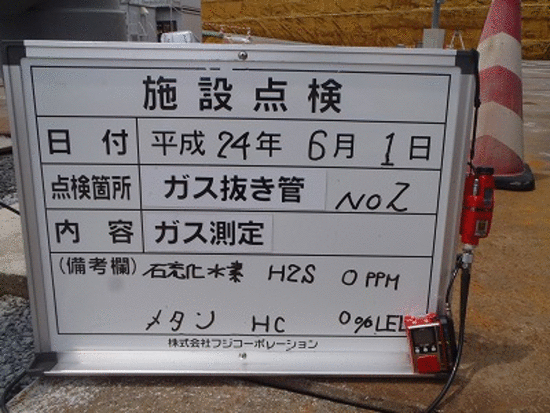 施設点検
日付 平成24年 6月 1日
点検箇所 ガス抜き管 NO2
内容 ガス測定
(備考欄) 硫化水素 H2S 0 PPM
メタン HC 0%LEL
株式会社フジコーポレーション